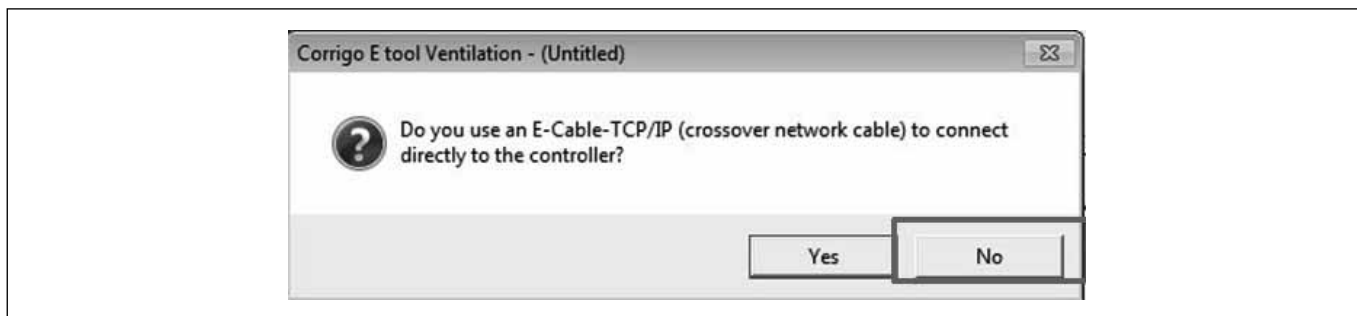 Corrigo E tool Ventilation - (Untitled)
Do you use an E-Cable-TCP/IP (crossover network cable) to connect
directly to the controller?
Yes
No